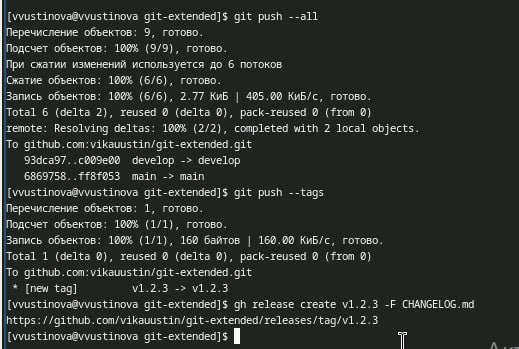 [vvustinova@vvustinova git-extended]$ git push --all
Перечисление объектов: 9, готово.
Подсчет объектов: 100% (9/9), готово.
При сжатии изменений используется до 6 потоков
Сжатие объектов: 100% (6/6), готово.
Запись объектов: 100% (6/6), 2.77 КиБ | 405.00 КиБ/с, готово.
Total 6 (delta 2), reused 0 (delta 0), pack-reused 0 (from 0)
remote: Resolving deltas: 100% (2/2), completed with 2 local objects.
To github.com:vikauustin/git-extended.git
   93dca97..c009e00  develop -> develop
   6869758..ff8f053  main -> main
[vvustinova@vvustinova git-extended]$ git push --tags
Перечисление объектов: 1, готово.
Подсчет объектов: 100% (1/1), готово.
Запись объектов: 100% (1/1), 160 байтов | 160.00 КиБ/с, готово.
Total 1 (delta 0), reused 0 (delta 0), pack-reused 0 (from 0)
To github.com:vikauustin/git-extended.git
 * [new tag]         v1.2.3 -> v1.2.3
[vvustinova@vvustinova git-extended]$ gh release create v1.2.3 -F CHANGELOG.md
https://github.com/vikauustin/git-extended/releases/tag/v1.2.3
[vvustinova@vvustinova git-extended]$